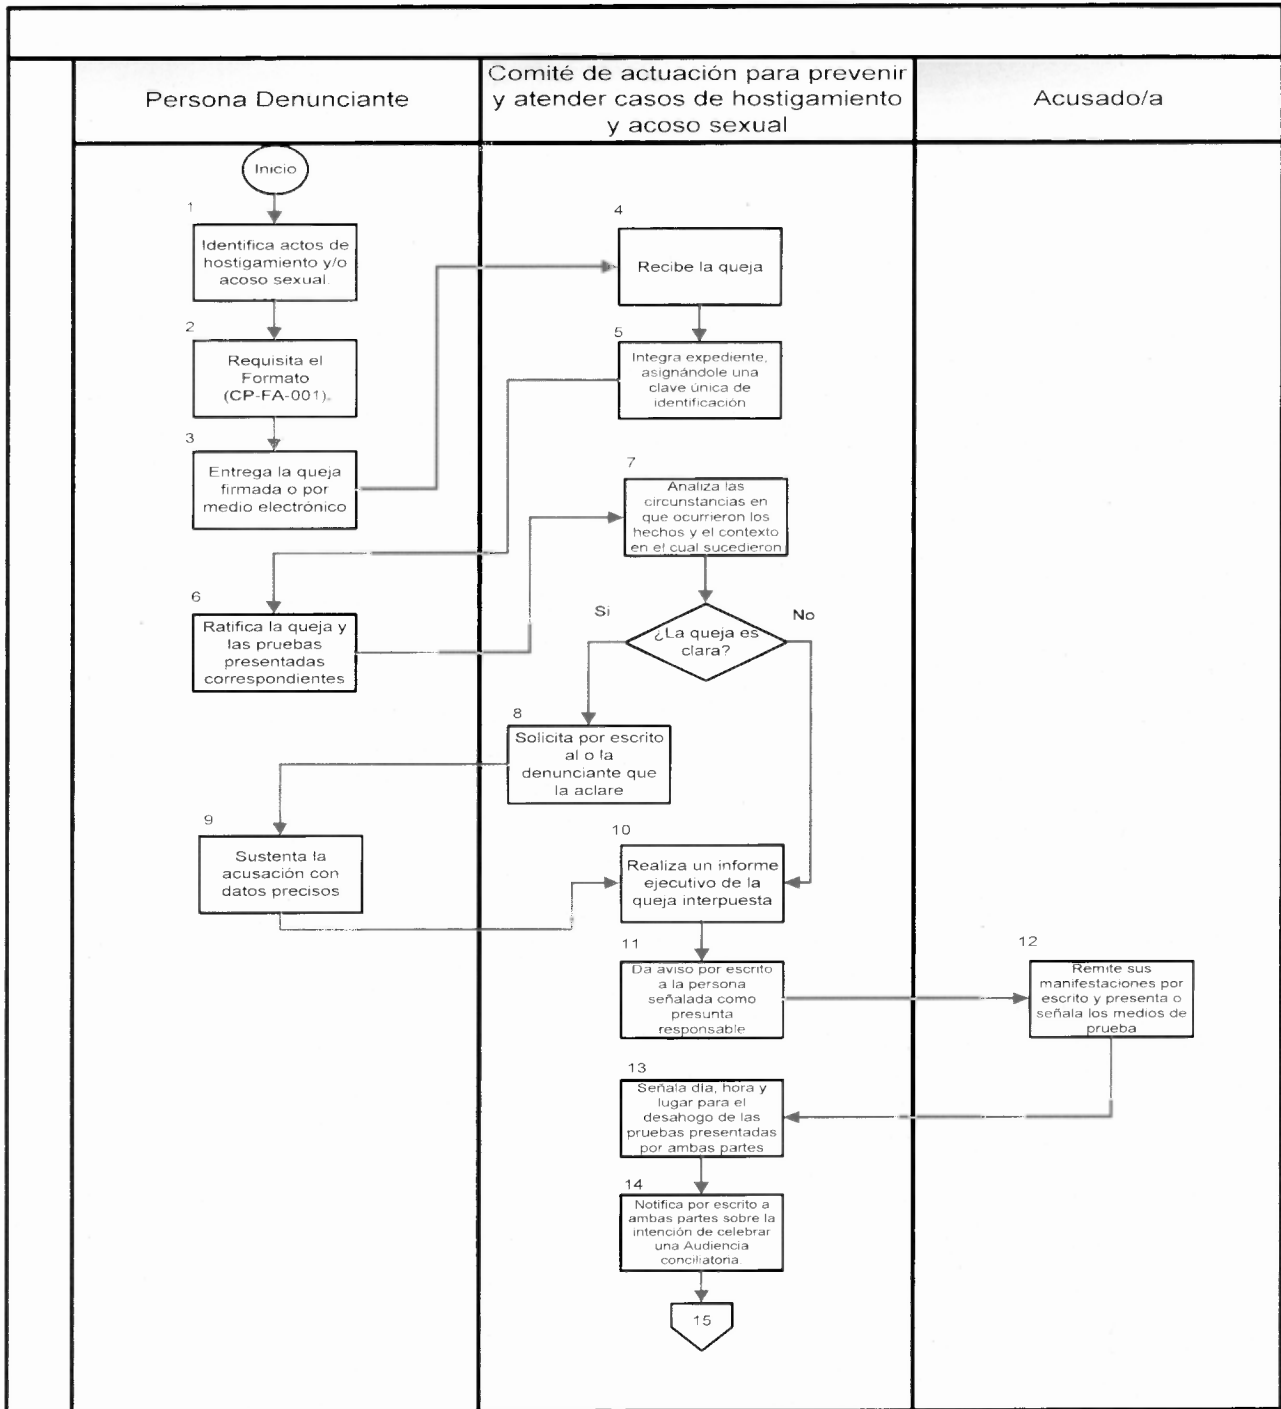 Persona Denunciante
Comité de actuación para prevenir
y atender casos de hostigamiento
y acoso sexual
Acusado/a
Inicio
1
Identifica actos de
hostigamiento y/o
acoso sexual.
2
Requisita el
Formato
(CP-FA-001).
3
Entrega la queja
firmada o por
medio electrónico
4
Recibe la queja
5
Integra expediente,
asignándole una
clave única de
identificación
6
Ratifica la queja y
las pruebas
presentadas
correspondientes
7
Analiza las
circunstancias en
que ocurrieron los
hechos y el contexto
en el cual sucedieron
¿La queja es
clara?
Si
No
8
Solicita por escrito
al o la
denunciante que
la aclare
9
Sustenta la
acusación con
datos precisos
10
Realiza un informe
ejecutivo de la
queja interpuesta
11
Da aviso por escrito
a la persona
señalada como
presunta
responsable
12
Remite sus
manifestaciones por
escrito y presenta o
señala los medios de
prueba
13
Señala día, hora y
lugar para el
desahogo de las
pruebas presentadas
por ambas partes
14
Notifica por escrito a
ambas partes sobre la
intención de celebrar
una Audiencia
conciliatoria.
15